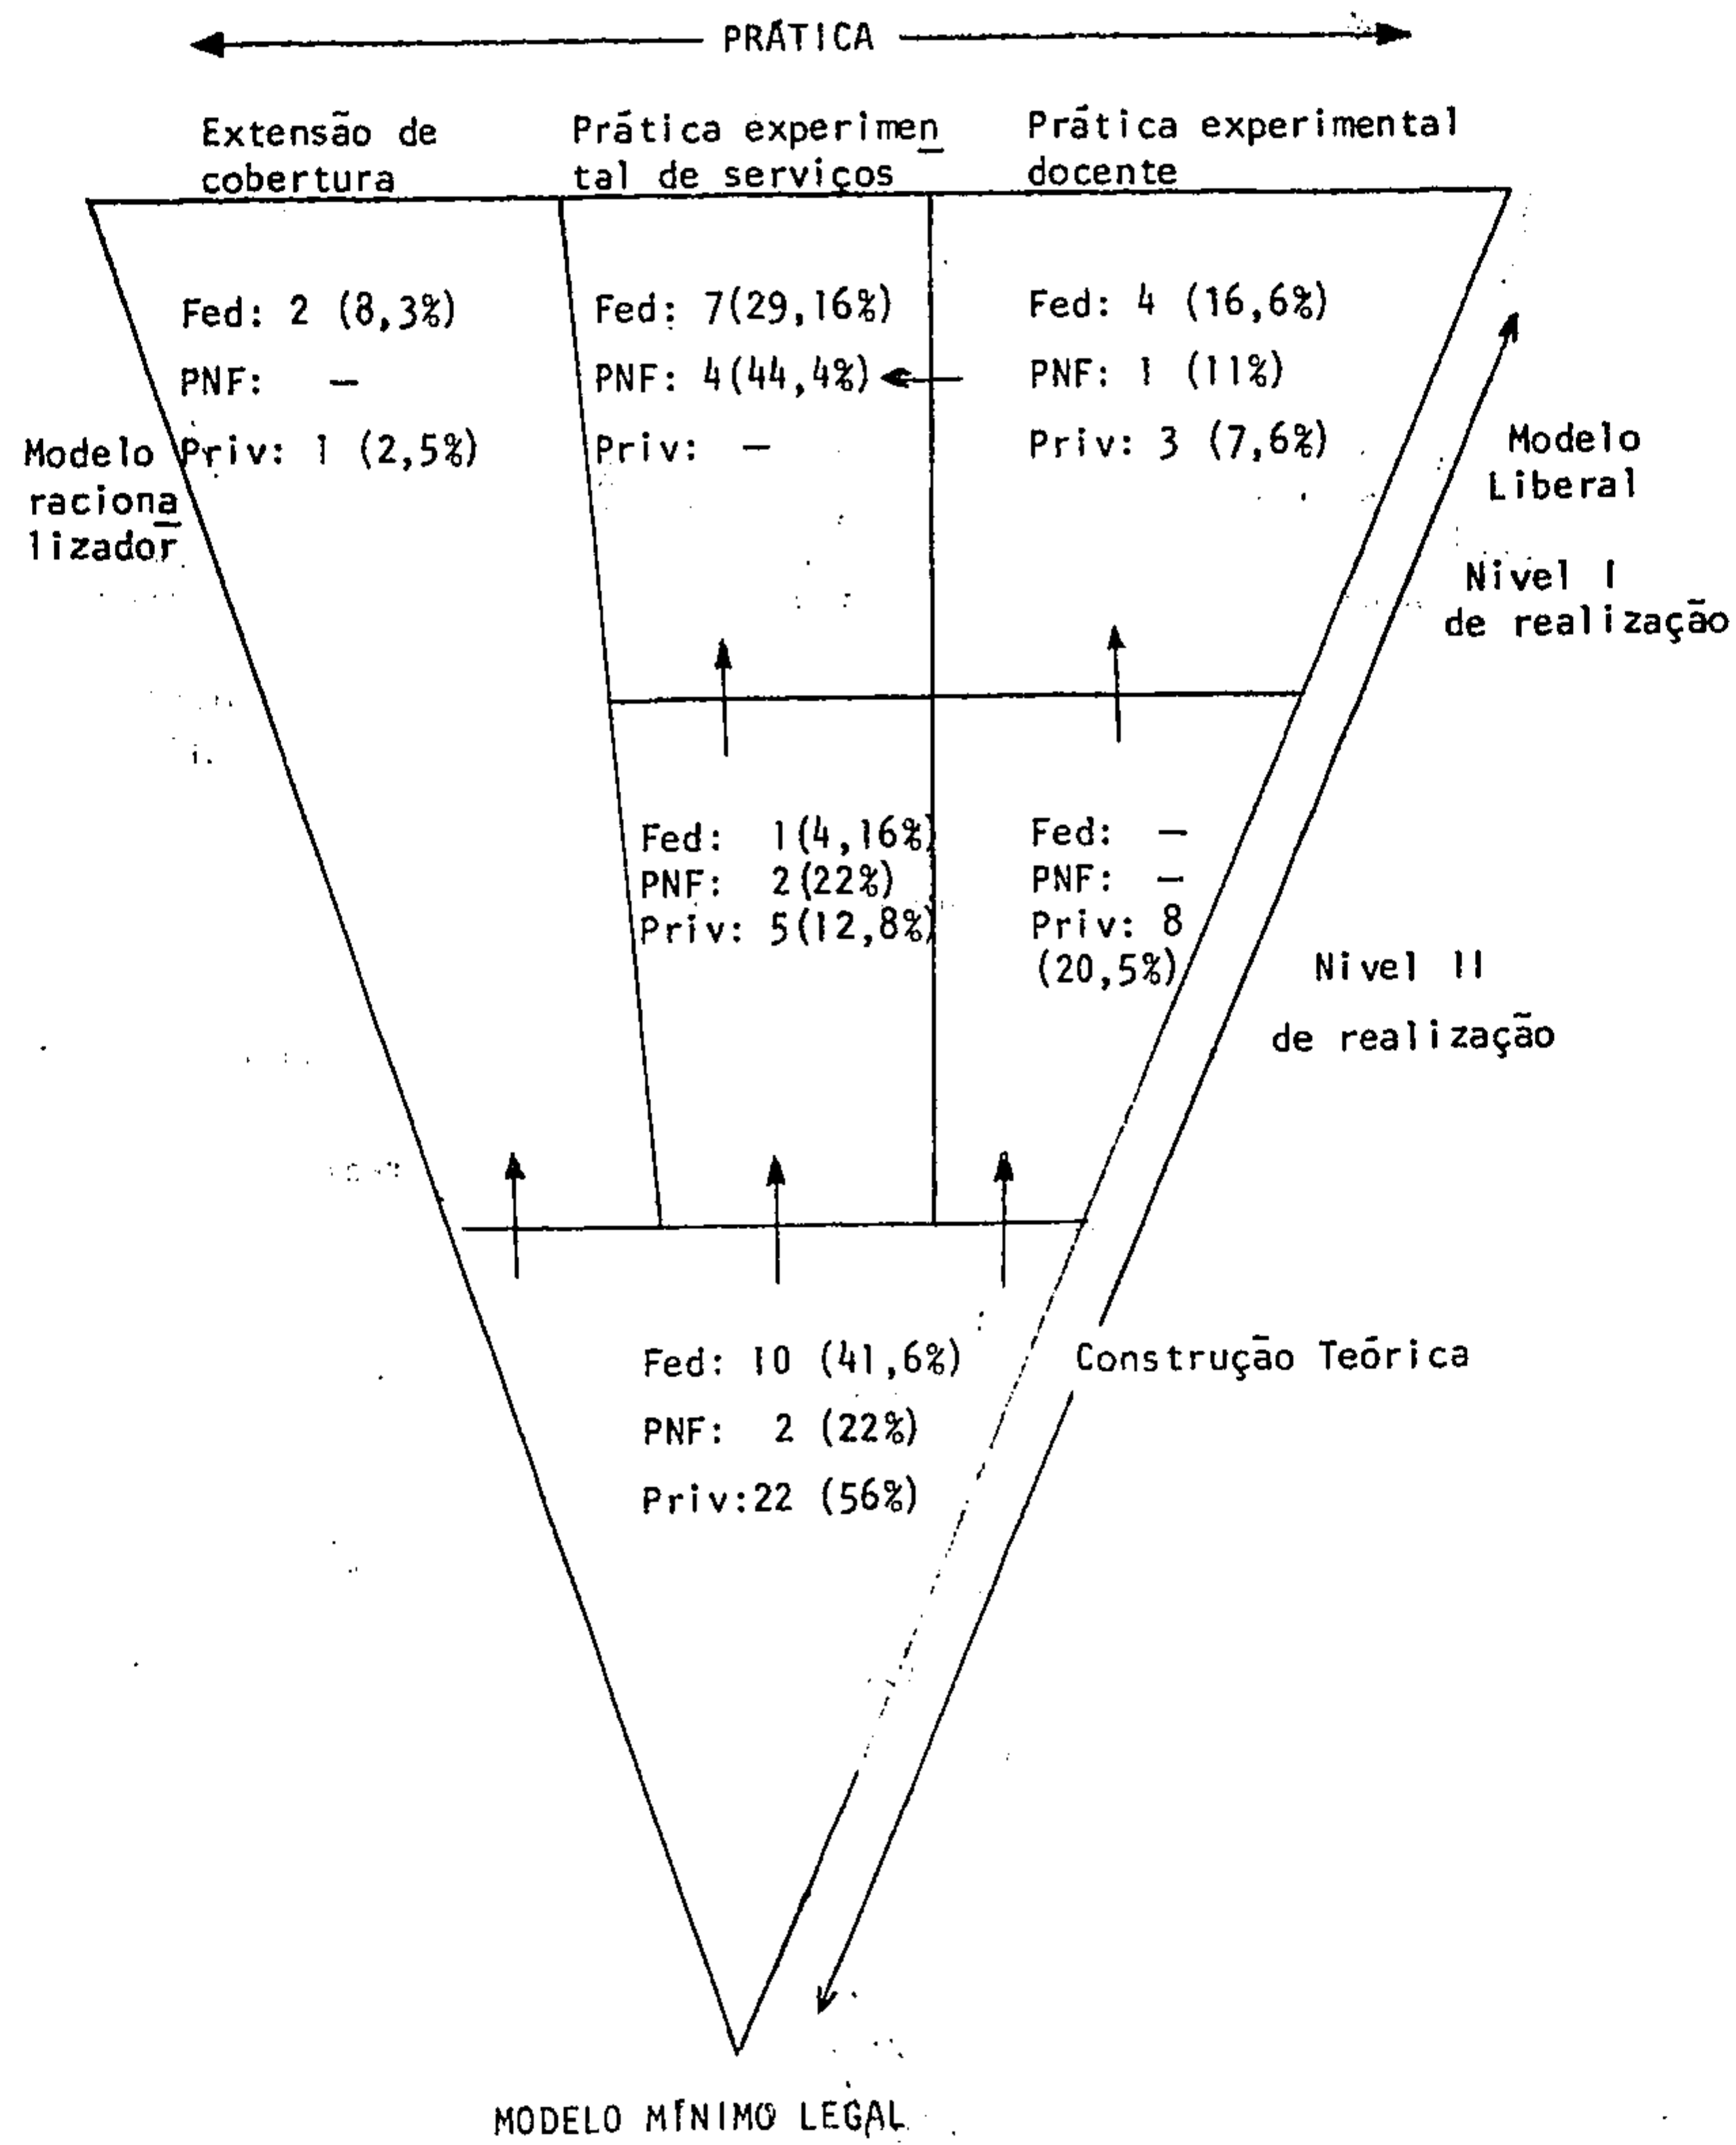 PRÁTICA
Extensão de
cobertura
Prática experimen
tal de serviços
Prática experimental
docente
Fed: 2 (8,3%)
PNF: —
Priv: 1 (2,5%)
Fed: 7(29,16%)
PNF: 4(44,4%)
Priv: —
Fed: 4 (16,6%)
PNF: 1 (11%)
Priv: 3 (7,6%)
Modelo
raciona
lizador
Modelo
Liberal
Nivel I
de realização
Fed: 1(4,16%)
PNF: 2(22%)
Priv: 5(12,8%)
Fed: —
PNF: —
Priv: 8
(20,5%)
Nivel II
de realização
Fed: 10 (41,6%)
PNF: 2 (22%)
Priv:22 (56%)
Construção Teórica
MODELO MÍNIMO LEGAL